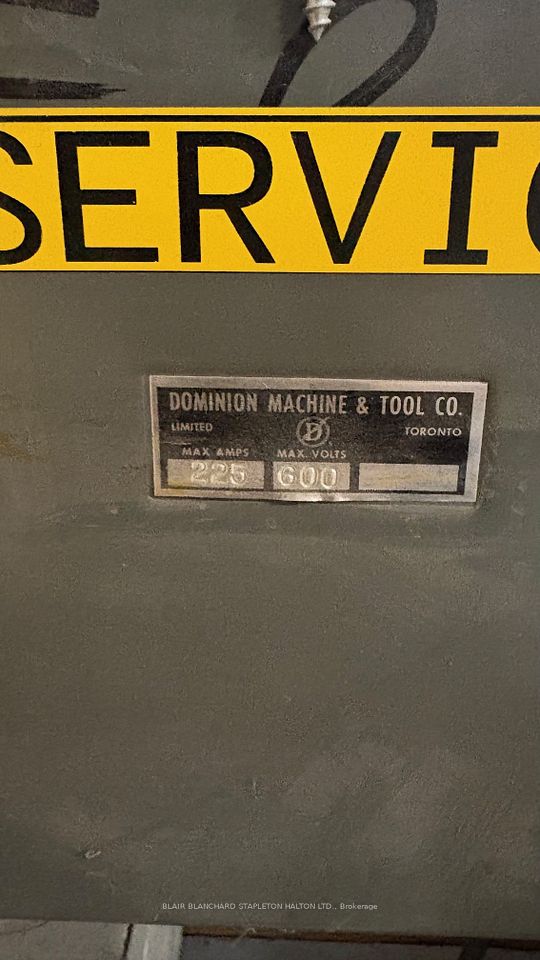 SERVIC
DOMINION MACHINE & TOOL CO.
LIMITED D TORONTO
MAX AMPS MAX. VOLTS
225 600
BLAIR BLANCHARD STAPLETON HALTON LTD., Brokerage